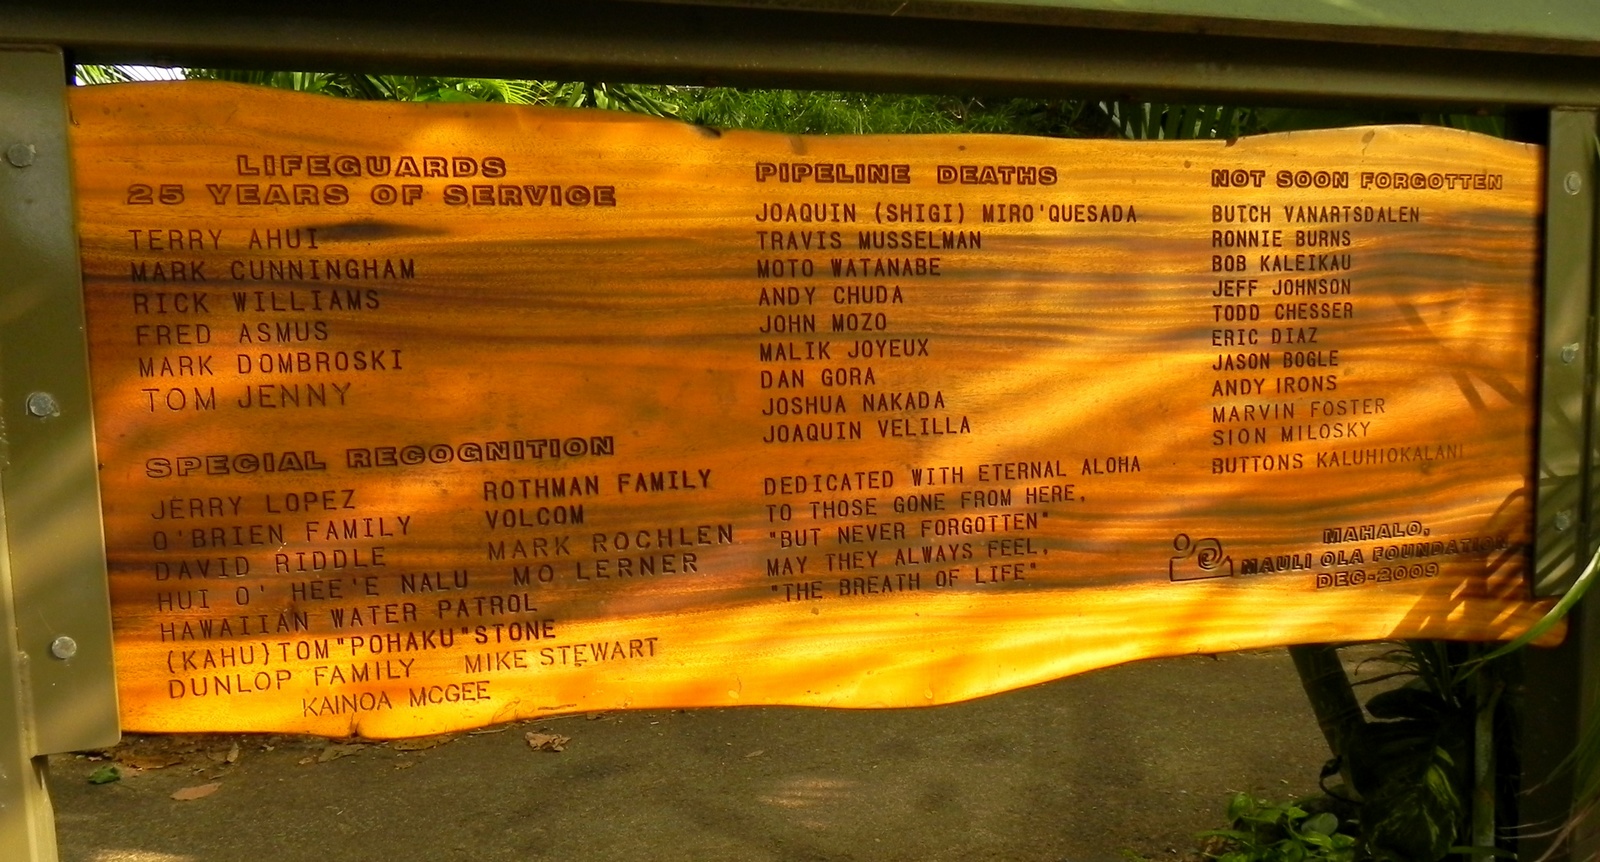 LIFEGUARDS
25 YEARS OF SERVICE
TERRY AHUI
MARK CUNNINGHAM
RICK WILLIAMS
FRED ASMUS
MARK DOMBROSKI
TOM JENNY
SPECIAL RECOGNITION
JERRY LOPEZ
O'BRIEN FAMILY
DAVID RIDDLE
HUI O' HEE'E NALU
HAWAIIAN WATER PATROL
(KAHU) TOM "POHAKU" STONE
DUNLOP FAMILY
KAINOA MCGEE
ROTHMAN FAMILY
VOLCOM
MARK ROCHLEN
MO LERNER
MIKE STEWART
PIPELINE DEATHS
JOAQUIN (SHIGI) MIRO'QUESADA
TRAVIS MUSSELMAN
MOTO WATANABE
ANDY CHUDA
JOHN MOZO
MALIK JOYEUX
DAN GORA
JOSHUA NAKADA
JOAQUIN VELILLA
DEDICATED WITH ETERNAL ALOHA
TO THOSE GONE FROM HERE,
"BUT NEVER FORGOTTEN"
MAY THEY ALWAYS FEEL,
"THE BREATH OF LIFE"
NOT SOON FORGOTTEN
BUTCH VANARTSDALEN
RONNIE BURNS
BOB KALEIKAU
JEFF JOHNSON
TODD CHESSER
ERIC DIAZ
JASON BOGLE
ANDY IRONS
MARVIN FOSTER
SION MILOSKY
BUTTONS KALUHIOKALANI
MAHALO,
MAULI OLA FOUNDATION
DEC-2009